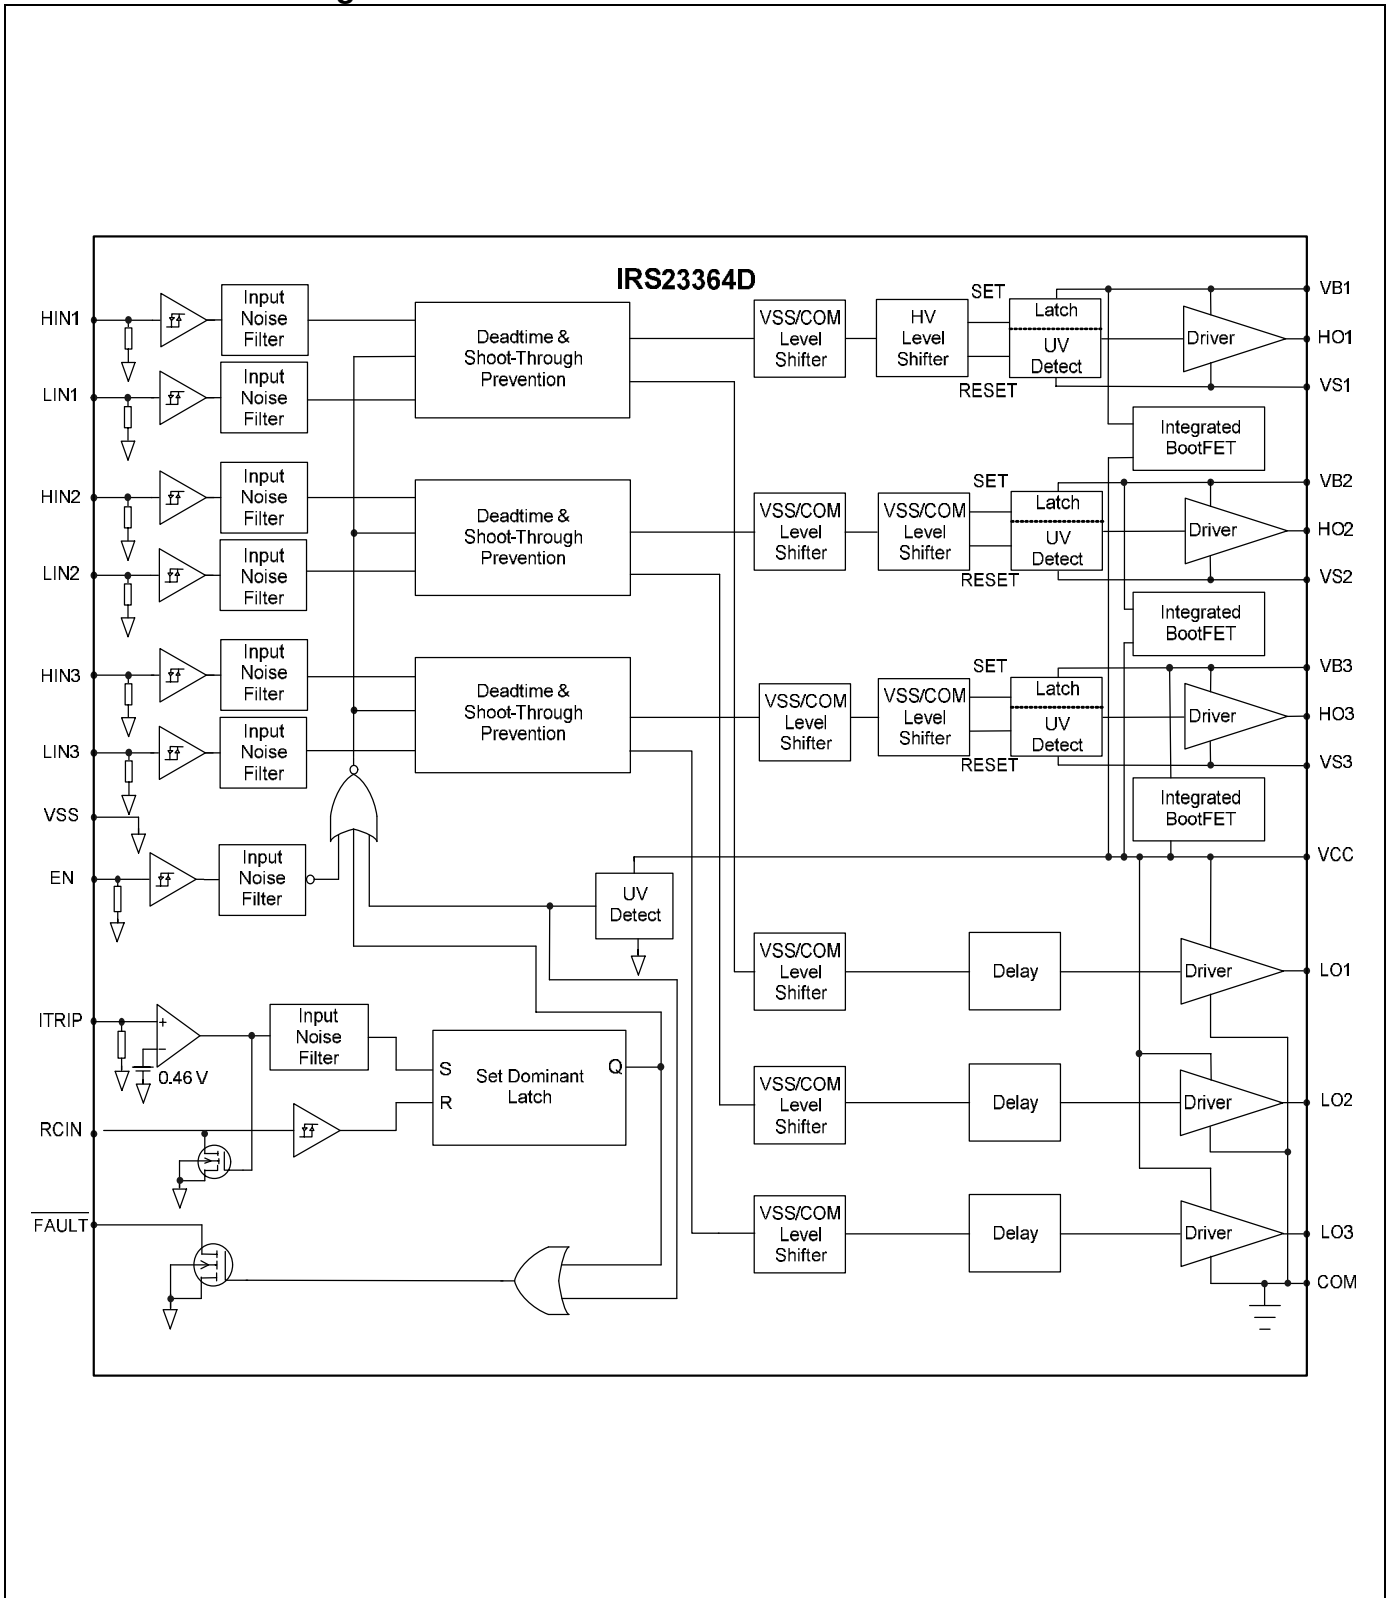 IRS23364D
HIN1
Input
Noise
Filter
LIN1
Input
Noise
Filter
Deadtime &
Shoot-Through
Prevention
VSS/COM
Level
Shifter
HV
Level
Shifter
SET
RESET
Latch
UV
Detect
Driver
VB1
HO1
VS1
Integrated
BootFET
HIN2
Input
Noise
Filter
LIN2
Input
Noise
Filter
Deadtime &
Shoot-Through
Prevention
VSS/COM
Level
Shifter
VSS/COM
Level
Shifter
SET
RESET
Latch
UV
Detect
Driver
VB2
HO2
VS2
Integrated
BootFET
HIN3
Input
Noise
Filter
LIN3
Input
Noise
Filter
Deadtime &
Shoot-Through
Prevention
VSS/COM
Level
Shifter
VSS/COM
Level
Shifter
SET
RESET
Latch
UV
Detect
Driver
VB3
HO3
VS3
Integrated
BootFET
VSS
EN
Input
Noise
Filter
UV
Detect
VCC
VSS/COM
Level
Shifter
Delay
Driver
LO1
ITRIP
+
−
0.46 V
Input
Noise
Filter
S
R
Set Dominant
Latch
Q
RCIN
VSS/COM
Level
Shifter
Delay
Driver
LO2
FAULT
VSS/COM
Level
Shifter
Delay
Driver
LO3
COM